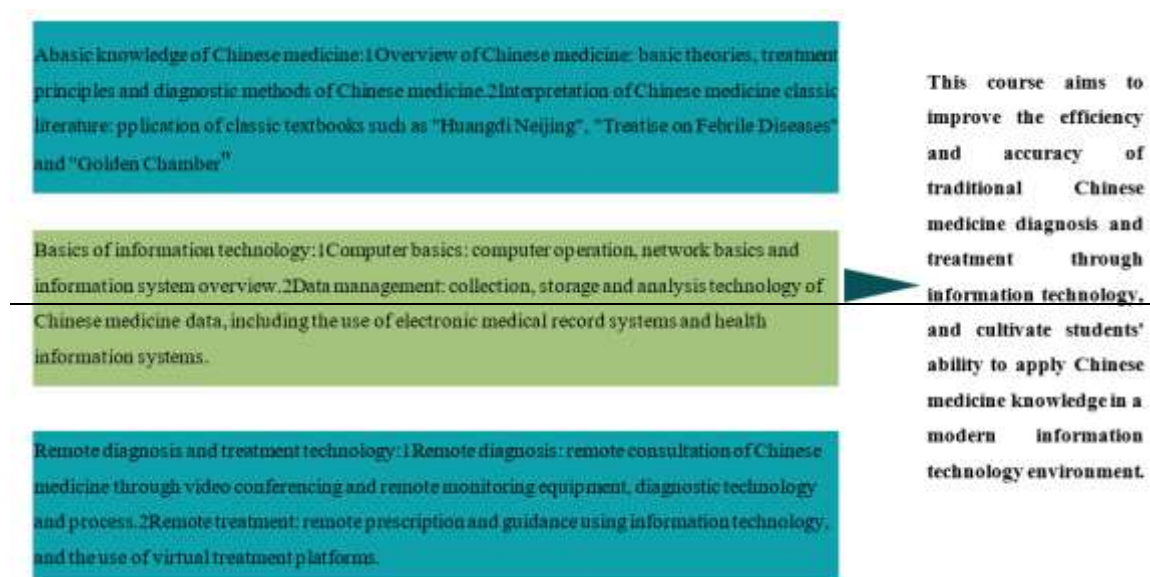 Abasic knowledge of Chinese medicine:1Overview of Chinese medicine: basic theories, treatment
principles and diagnostic methods of Chinese medicine.2Interpretation of Chinese medicine classic
literature: pplication of classic textbooks such as "Huangdi Neijing", "Treatise on Febrile Diseases"
and "Golden Chamber"
Basics of information technology:1Computer basics: computer operation, network basics and
information system overview.2Data management: collection, storage and analysis technology of
Chinese medicine data, including the use of electronic medical record systems and health
information systems.
Remote diagnosis and treatment technology:1Remote diagnosis: remote consultation of Chinese
medicine through video conferencing and remote monitoring equipment, diagnostic technology
and process.2Remote treatment: remote prescription and guidance using information technology,
and the use of virtual treatment platforms.
This course aims to
improve the efficiency
and accuracy of
traditional Chinese
medicine diagnosis and
treatment through
information technology,
and cultivate students'
ability to apply Chinese
medicine knowledge in a
modern information
technology environment.